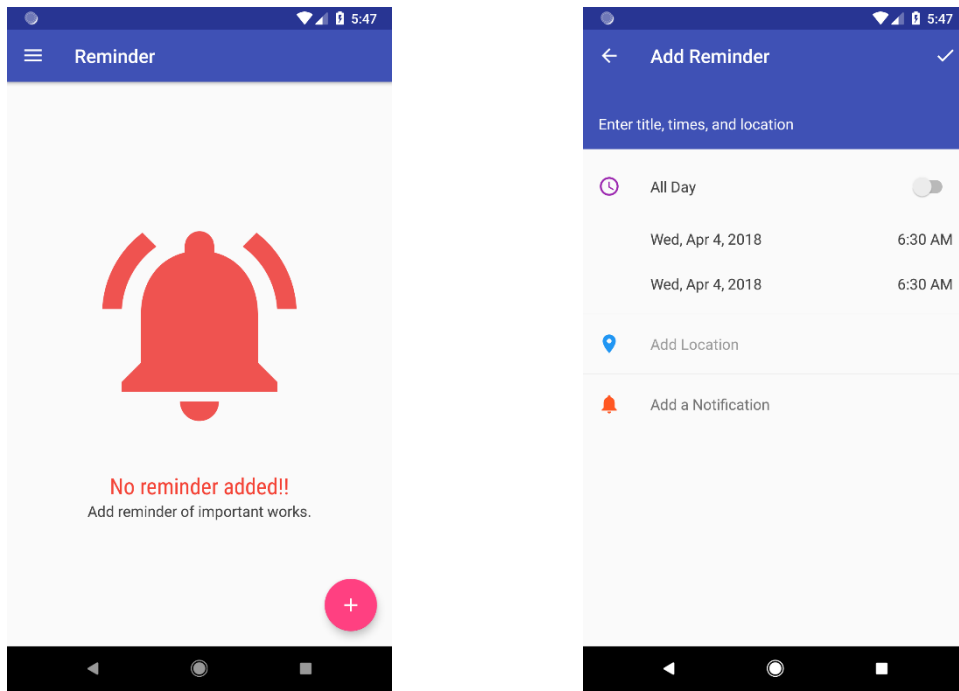 5:47
Reminder
No reminder added!!
Add reminder of important works.
5:47
Add Reminder
Enter title, times, and location
All Day
Wed, Apr 4, 2018 6:30 AM
Wed, Apr 4, 2018 6:30 AM
Add Location
Add a Notification